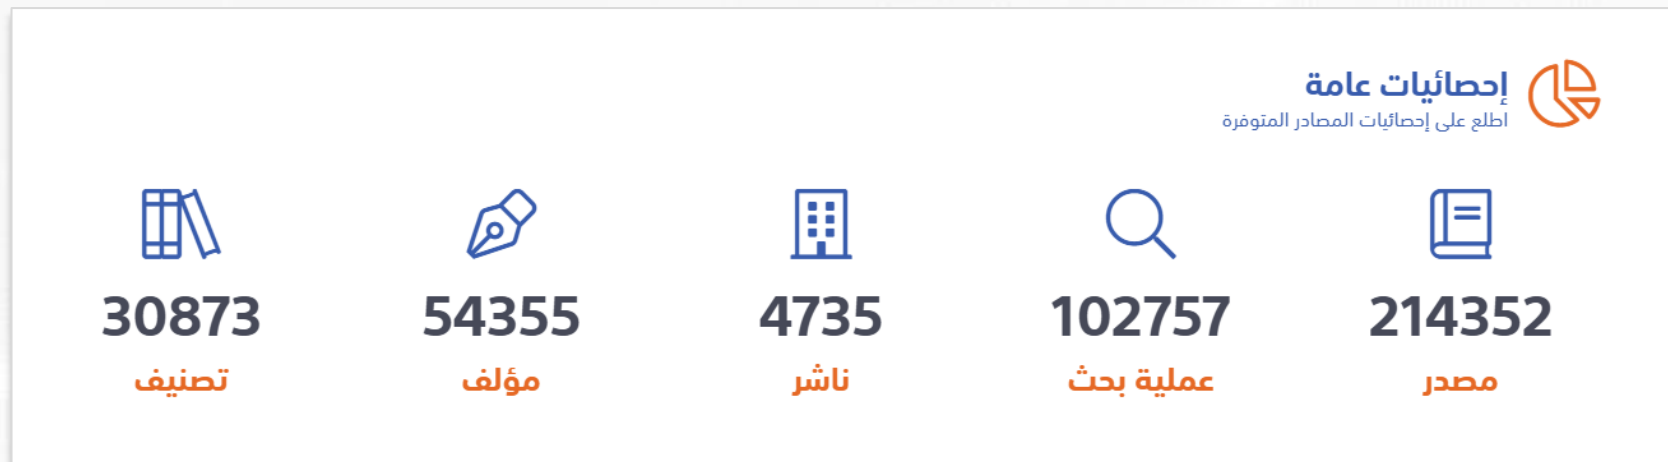 إحصائيات عامة
اطلع على إحصائيات المصادر المتوفرة
214352
مصدر
102757
عملية بحث
4735
ناشر
54355
مؤلف
30873
تصنيف